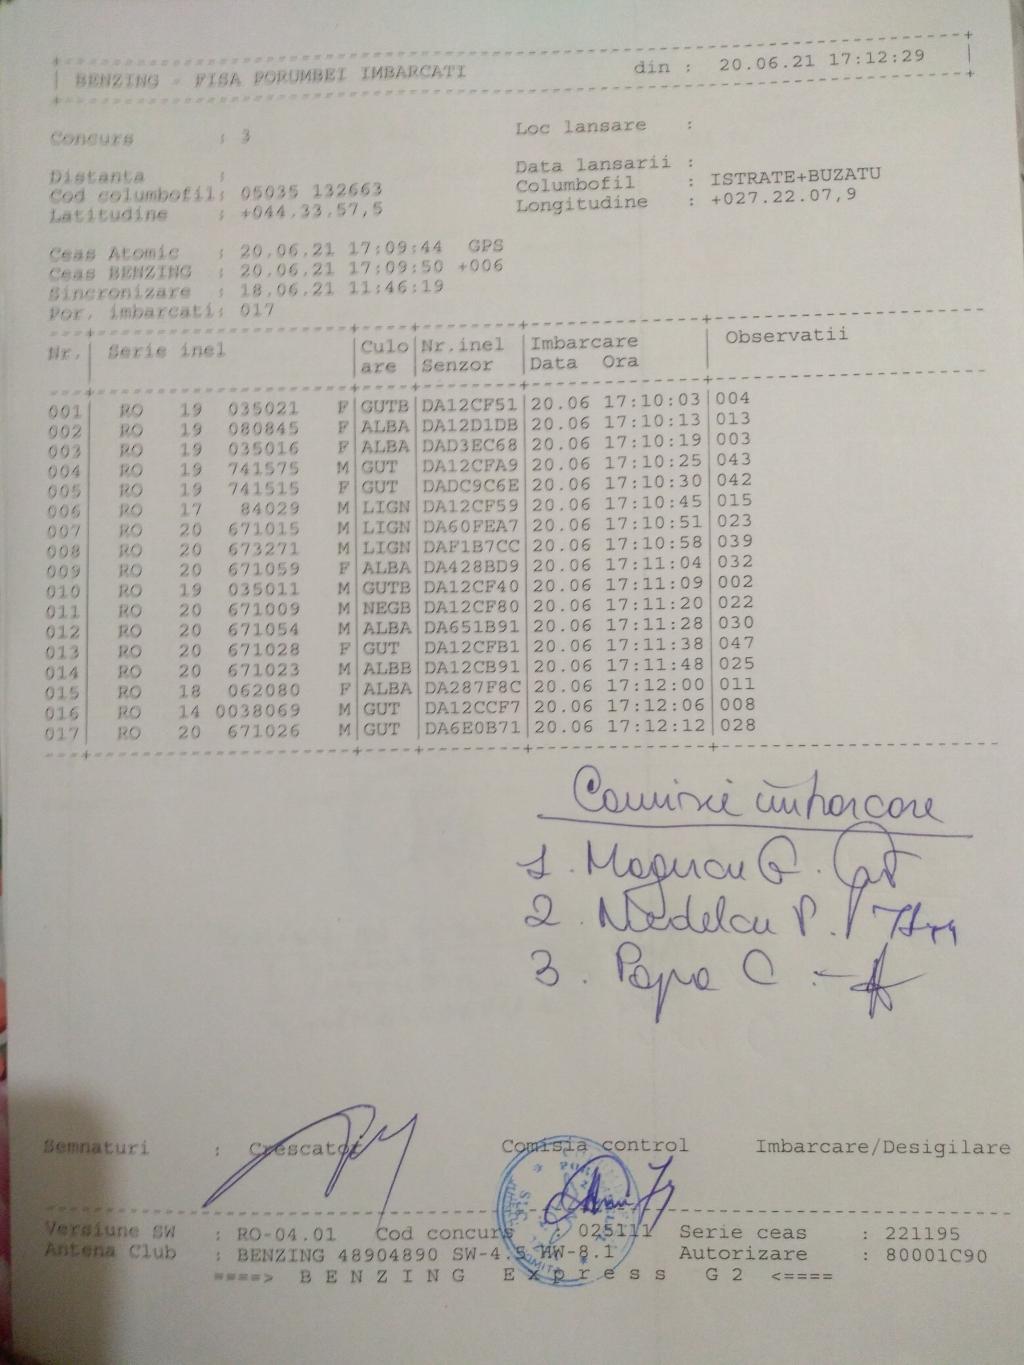 BENZING - FISA PORUMBEI IMBARCATI din : 20.06.21 17:12:29
Concurs : 3 Loc lansare :
Distanta : Data lansarii :
Cod columbofil: 05035 132663 Columbofil : ISTRATE+BUZATU
Latitudine : +044.33.57,5 Longitudine : +027.22.07,9
Ceas Atomic : 20.06.21 17:09:44 GPS
Ceas BENZING : 20.06.21 17:09:50 +006
Sincronizare : 18.06.21 11:46:19
Por. imbarcati: 017
Nr.| Serie inel |Culo|Nr.inel |Imbarcare | Observatii
|are |Senzor |Data Ora |
001| RO 19 035021 F|GUTB|DA12CF51|20.06 17:10:03|004
002| RO 19 080845 F|ALBA|DA12D1DB|20.06 17:10:13|013
003| RO 19 035016 F|ALBA|DAD3EC68|20.06 17:10:19|003
004| RO 19 741575 M|GUT |DA12CFA9|20.06 17:10:25|043
005| RO 19 741515 F|GUT |DADC9C6E|20.06 17:10:30|042
006| RO 17 84029 M|LIGN|DA12CF59|20.06 17:10:45|015
007| RO 20 671015 M|LIGN|DA60FEA7|20.06 17:10:51|023
008| RO 20 673271 M|LIGN|DAF1B7CC|20.06 17:10:58|039
009| RO 20 671059 F|ALBA|DA428BD9|20.06 17:11:04|032
010| RO 19 035011 M|GUTB|DA12CF40|20.06 17:11:09|002
011| RO 20 671009 M|NEGB|DA12CF80|20.06 17:11:20|022
012| RO 20 671054 M|ALBA|DA651B91|20.06 17:11:28|030
013| RO 20 671028 F|GUT |DA12CFB1|20.06 17:11:38|047
014| RO 20 671023 M|ALBB|DA12CB91|20.06 17:11:48|025
015| RO 18 062080 F|ALBA|DA287F8C|20.06 17:12:00|011
016| RO 14 0038069 M|GUT |DA12CCF7|20.06 17:12:06|008
017| RO 20 671026 M|GUT |DA6E0B71|20.06 17:12:12|028
Comisie imbarcare
1. G.
2. Nedelcu P.
3. Popa C
Semnaturi : Crescator Comisia control Imbarcare/Desigilare
Versiune SW : RO-04.01 Cod concurs : 025111 Serie ceas : 221195
Antena Club : BENZING 48904890 SW-4.5 HW-8.1 Autorizare : 80001C90
====> B E N Z I N G E x p r e s s G 2 <====